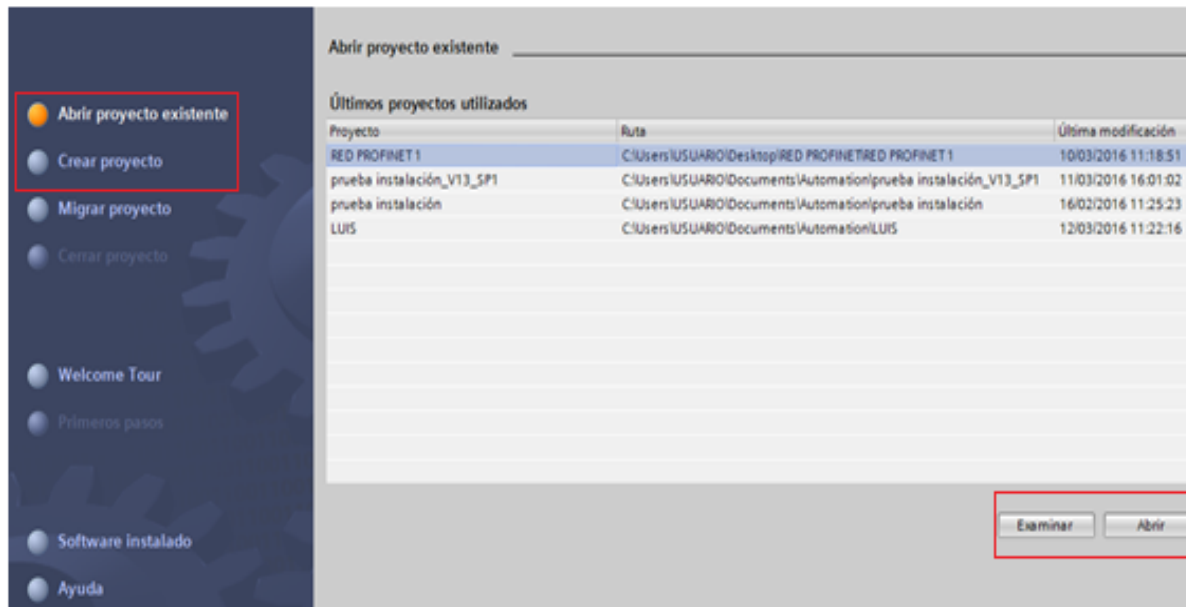 Abrir proyecto existente
Crear proyecto
Migrar proyecto
Cerrar proyecto
Welcome Tour
Primeros pasos
Software instalado
Ayuda
Abrir proyecto existente
Últimos proyectos utilizados
Proyecto Ruta Última modificación
RED PROFINET 1 C:\Users\USUARIO\Desktop\RED PROFINET\RED PROFINET 1 10/03/2016 11:18:51
prueba instalación_V13_SP1 C:\Users\USUARIO\Documents\Automation\prueba instalación_V13_SP1 11/03/2016 16:01:02
prueba instalación C:\Users\USUARIO\Documents\Automation\prueba instalación 16/02/2016 11:25:23
LUIS C:\Users\USUARIO\Documents\Automation\LUIS 12/03/2016 11:22:16
Examinar Abrir